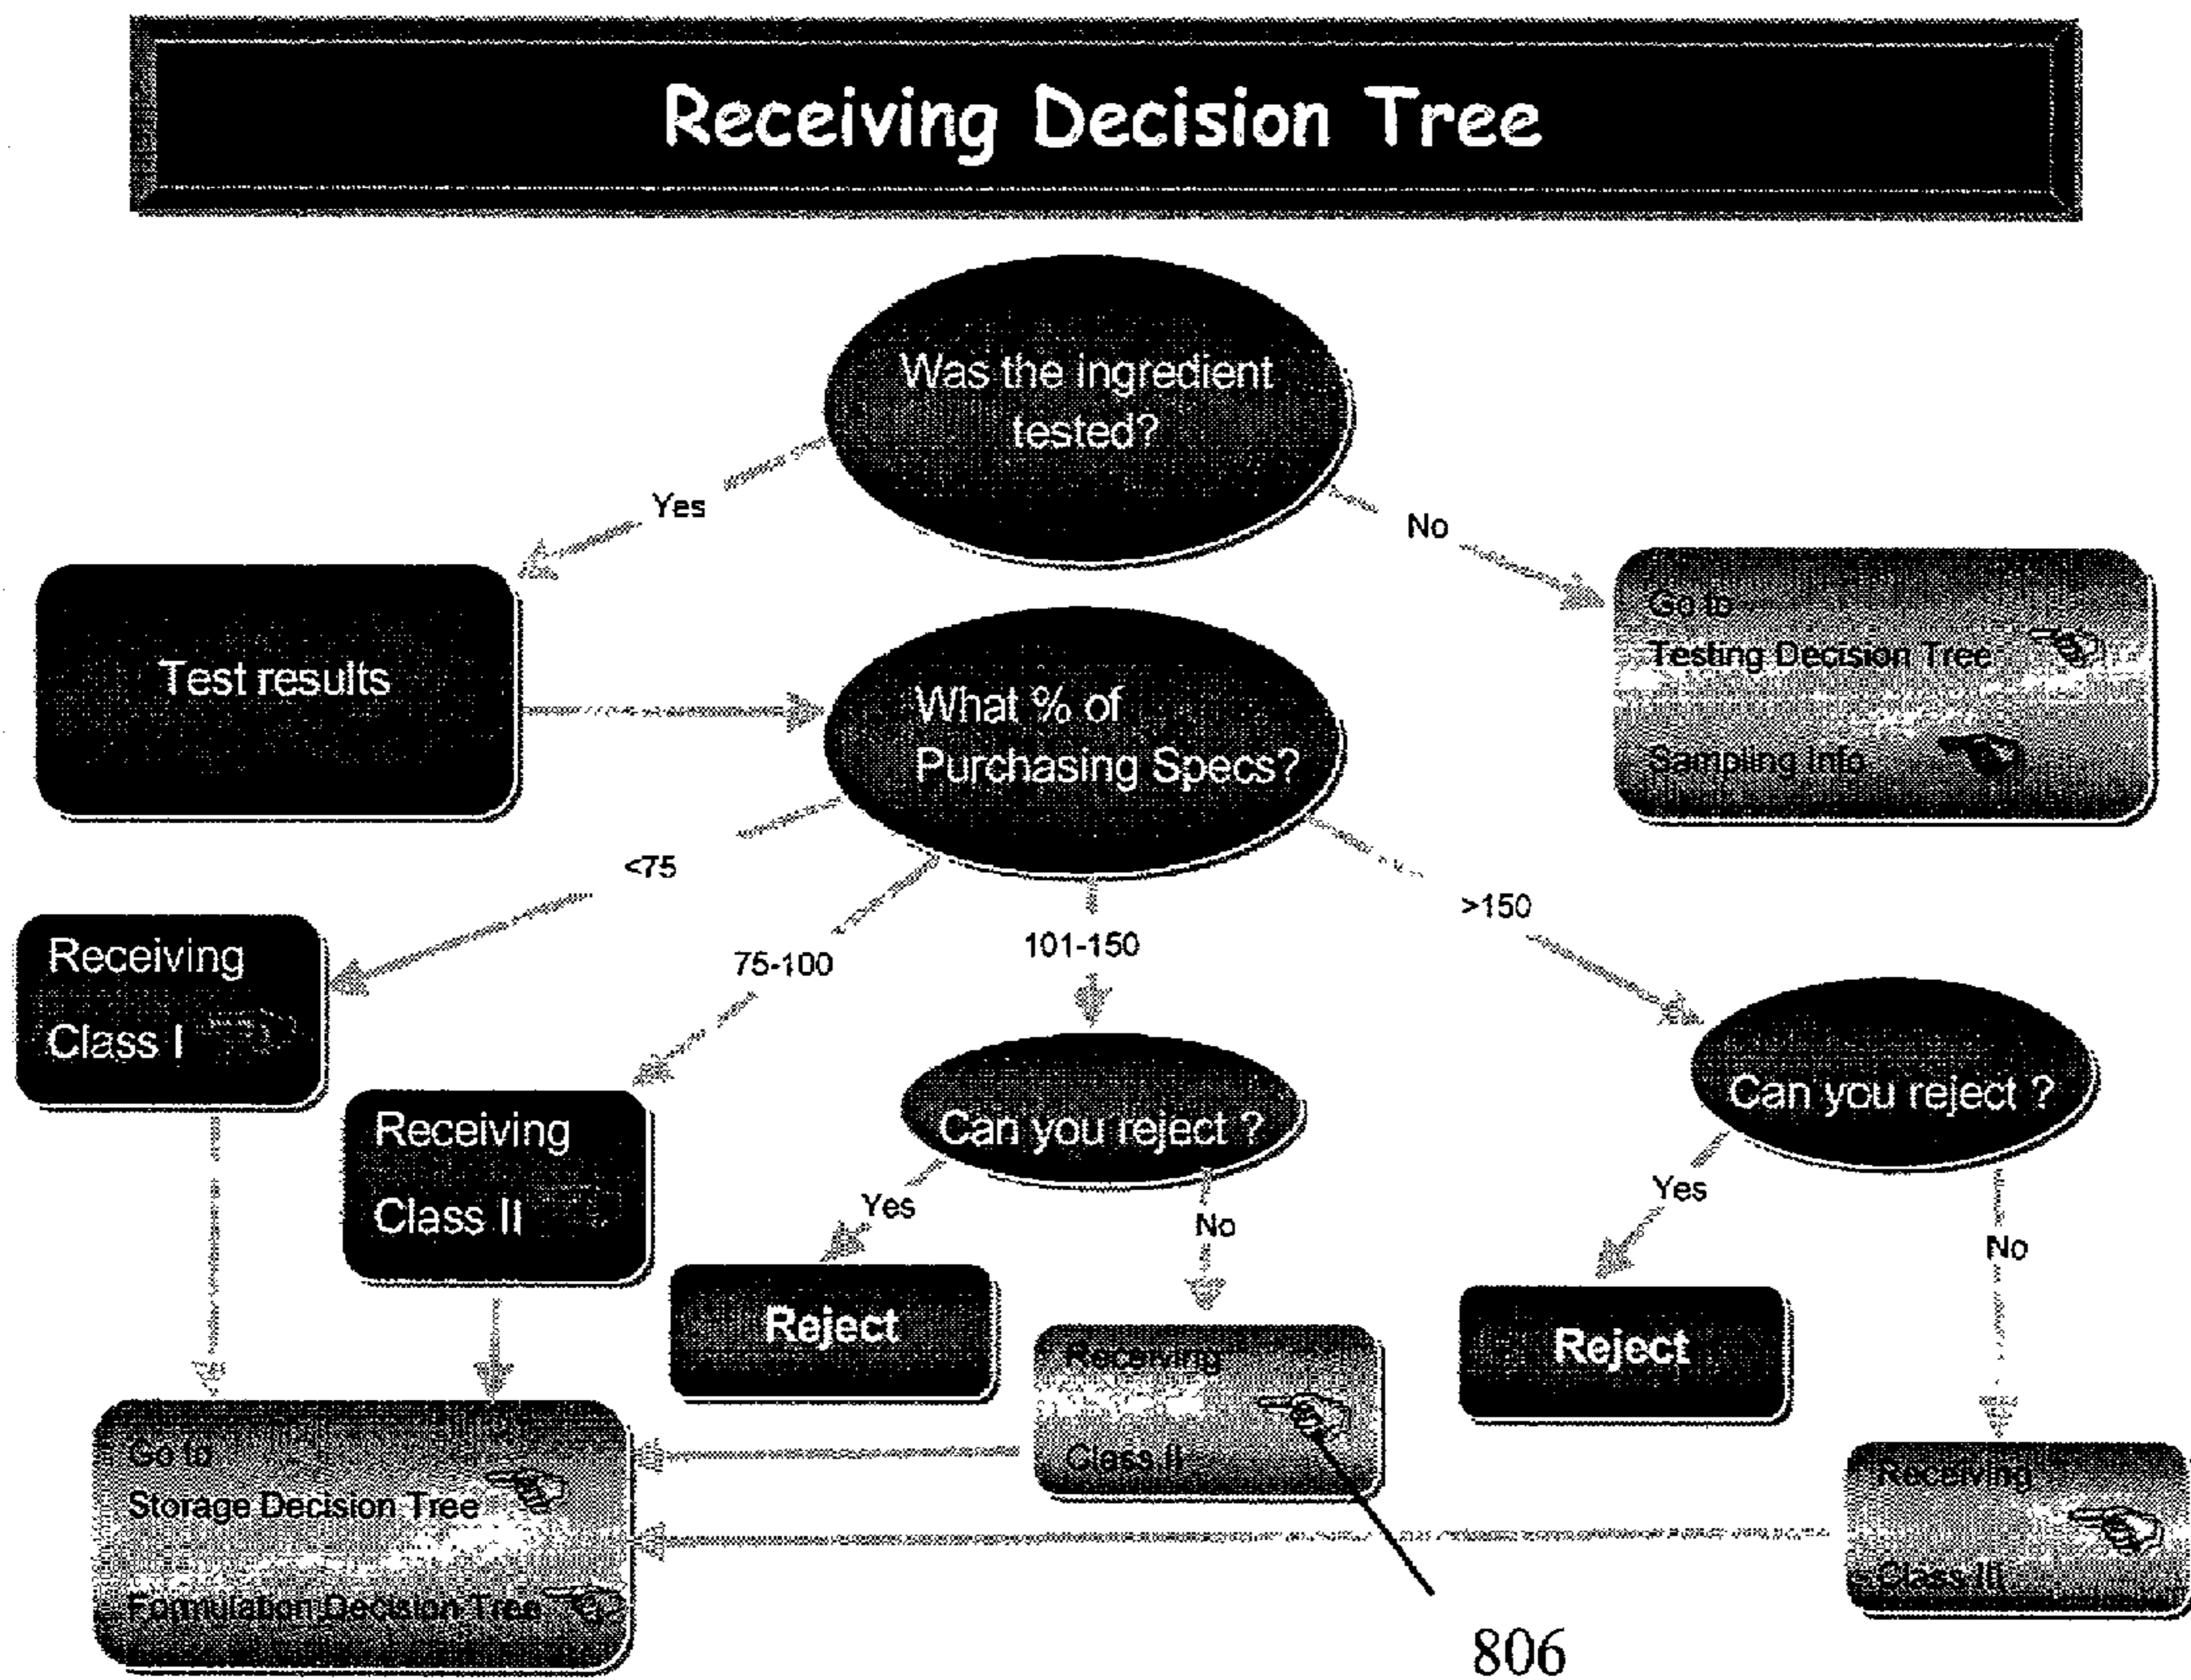 Receiving Decision Tree
Was the ingredient
tested?
Yes
No
Go to
Testing Decision Tree
Sampling Info
Test results
What % of
Purchasing Specs?
<75
75-100
101-150
>150
Receiving
Class I
Receiving
Class II
Can you reject ?
Can you reject ?
Yes
No
Yes
No
Reject
Reject
Receiving
Class II
Receiving
Class III
Go to
Storage Decision Tree
Formulation Decision Tree
806